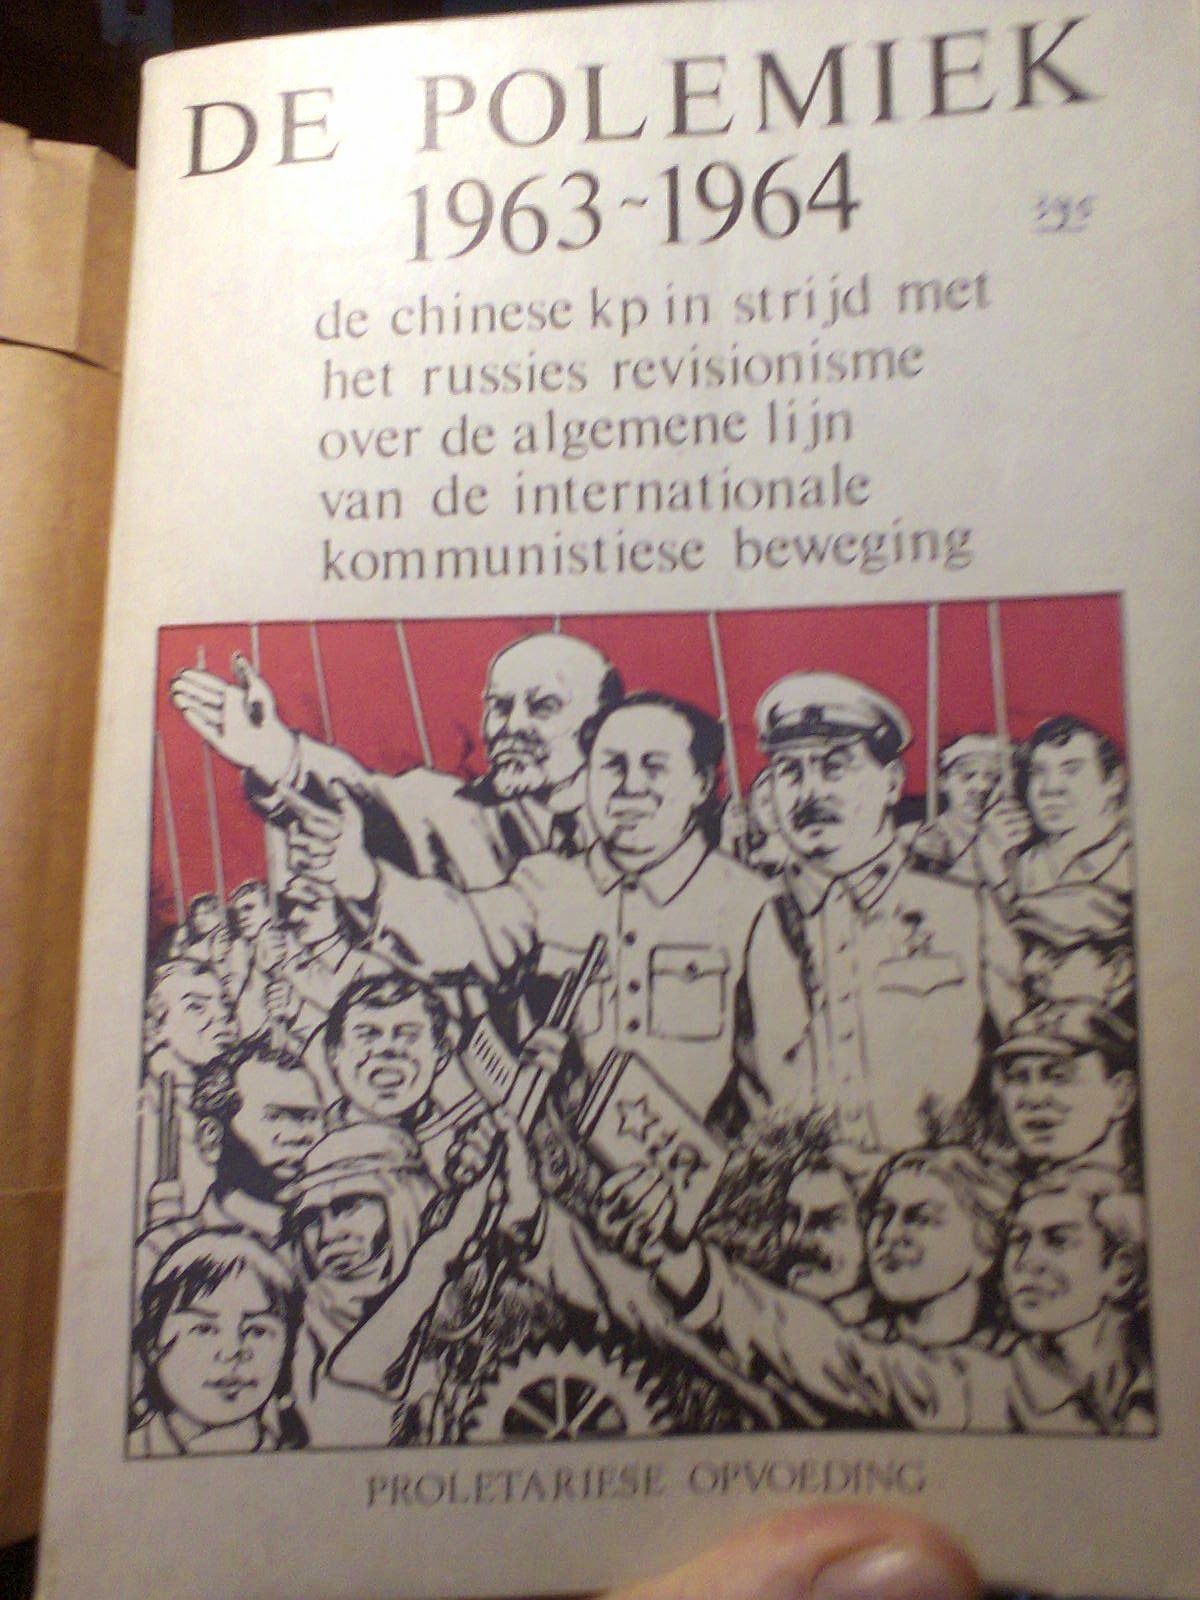 DE POLEMIEK
1963~1964
de chinese kp in strijd met
het russies revisionisme
over de algemene lijn
van de internationale
kommunistiese beweging
PROLETARIESE OPVOEDING